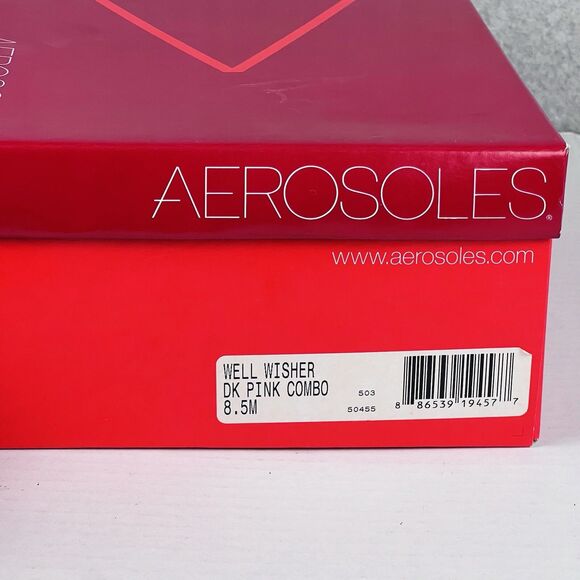 AEROSOLES®
www.aerosoles.com
WELL WISHER
DK PINK COMBO 503
8.5M 50455
8 86539 19457 7